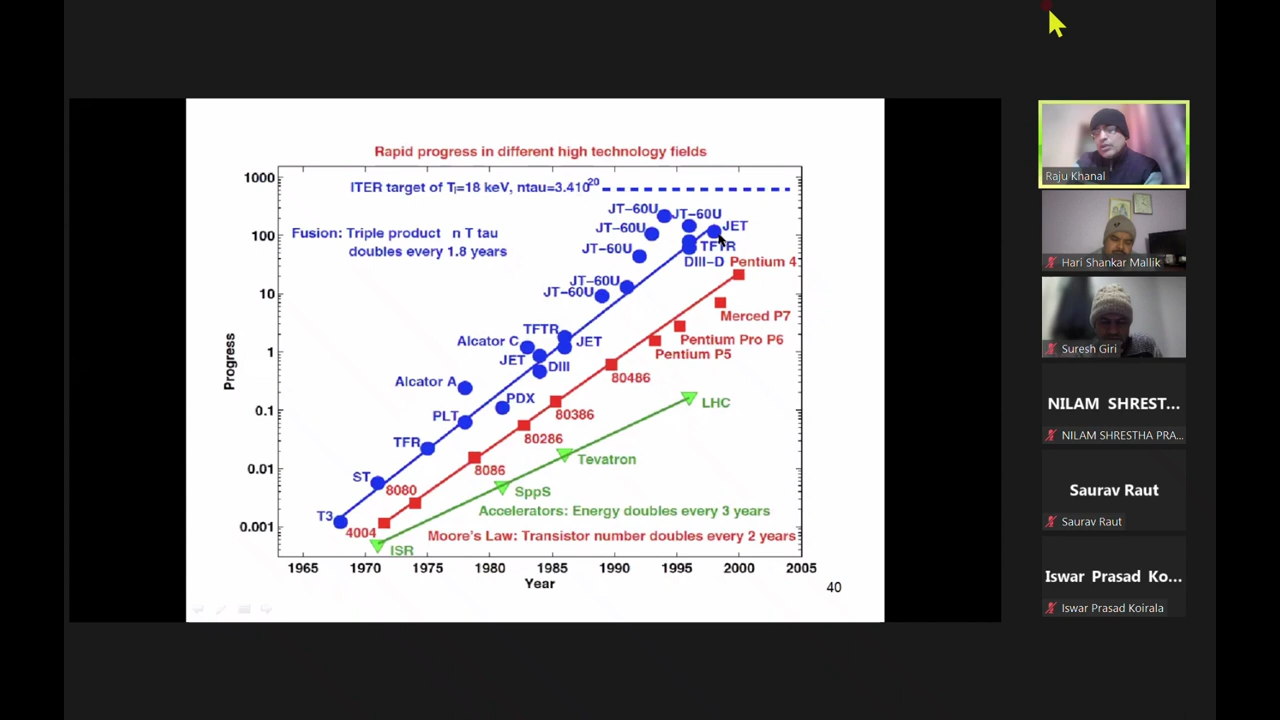 Rapid progress in different high technology fields
1000
ITER target of Ti=18 keV, ntau=3.410^20
JT-60U
JT-60U
JT-60U
JET
100
Fusion: Triple product n T tau
doubles every 1.8 years
JT-60U
TFTR
DIII-D
Pentium 4
10
JT-60U
JT-60U
Merced P7
TFTR
Alcator C
JET
Pentium Pro P6
1
JET
DIII
Pentium P5
Progress
80486
Alcator A
PDX
LHC
0.1
PLT
80386
TFR
80286
Tevatron
0.01
8086
ST
8080
SppS
Accelerators: Energy doubles every 3 years
0.001
T3
4004
Moore's Law: Transistor number doubles every 2 years
ISR
1965 1970 1975 1980 1985 1990 1995 2000 2005
Year
40
Raju Khanal
Hari Shankar Mallik
Suresh Giri
NILAM SHREST...
NILAM SHRESTHA PRA...
Saurav Raut
Saurav Raut
Iswar Prasad Ko...
Iswar Prasad Koirala